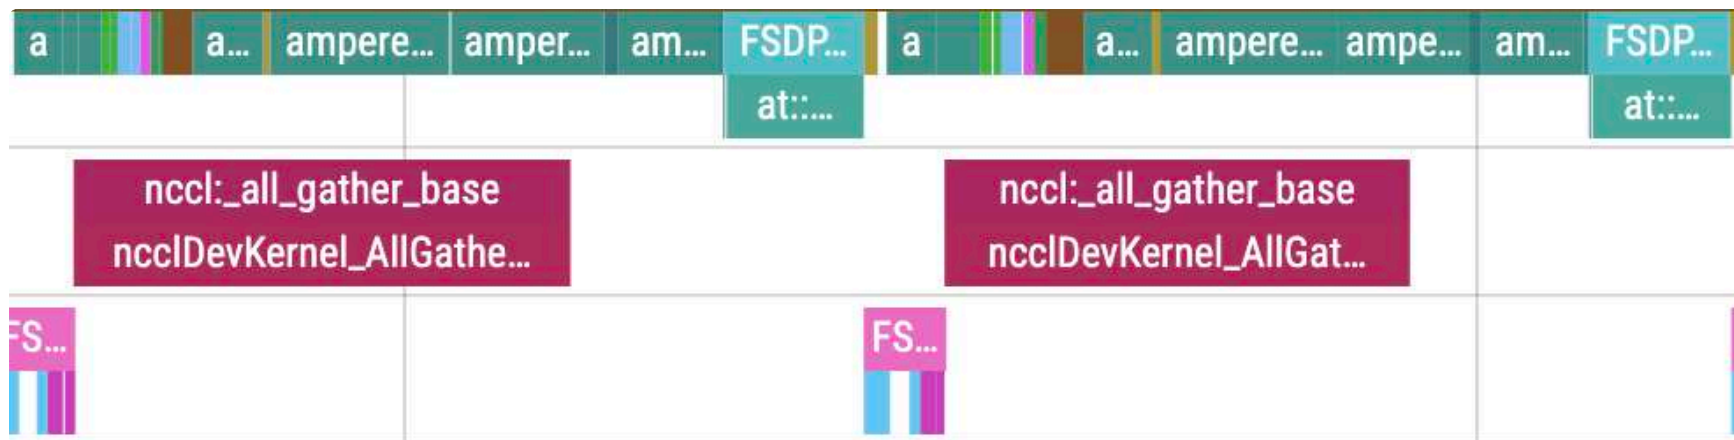 a a... ampere... amper... am... FSDP... a a... ampere... ampe... am... FSDP...
at::... at::...
nccl:_all_gather_base nccl:_all_gather_base
ncclDevKernel_AllGathe... ncclDevKernel_AllGat...
FS... FS...